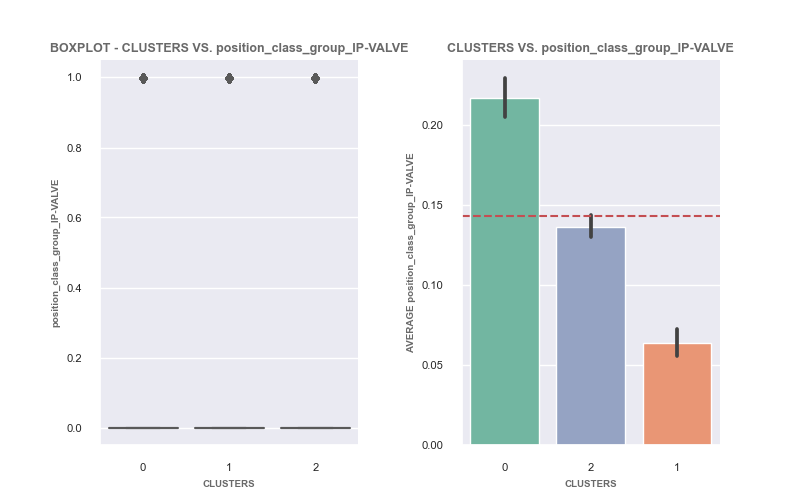 BOXPLOT - CLUSTERS VS. position_class_group_IP-VALVE
1.0
0.8
0.6
0.4
0.2
0.0
position_class_group_IP-VALVE
0 1 2
CLUSTERS
CLUSTERS VS. position_class_group_IP-VALVE
0.20
0.15
0.10
0.05
0.00
AVERAGE position_class_group_IP-VALVE
0 2 1
CLUSTERS